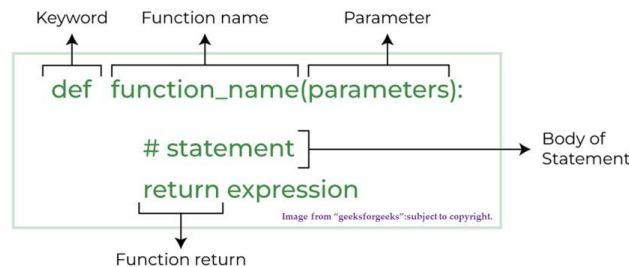 Keyword Function name Parameter
def function_name(parameters):
# statement
Body of
Statement
return expression
Image from “geeksforgeeks”:subject to copyright.
Function return